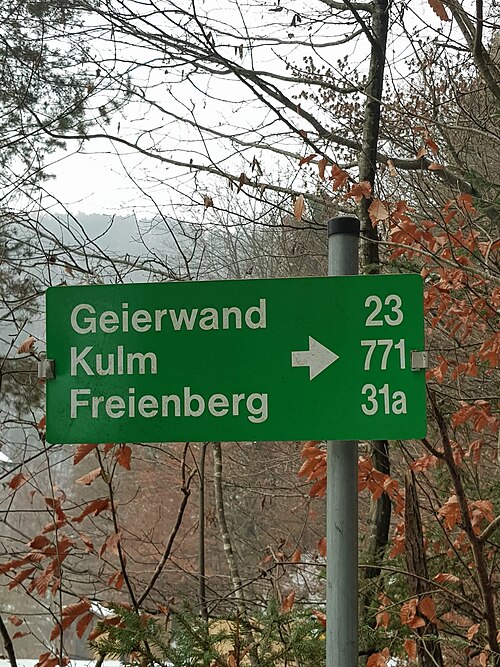 Geierwand 23
Kulm → 771
Freienberg 31a